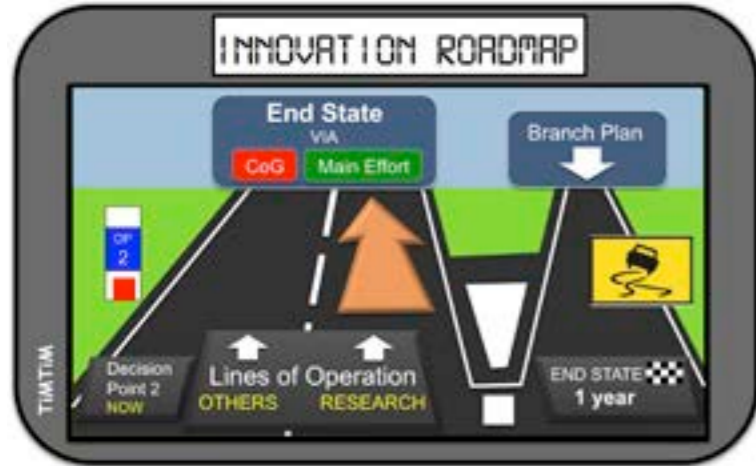 INNOVATION ROADMAP
End State
VIA
CoG Main Effort
Branch Plan
OP
2
TiMTiM
Decision
Point 2
NOW
Lines of Operation
OTHERS RESEARCH
END STATE
1 year